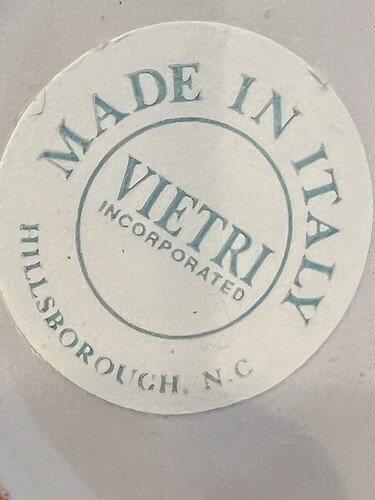 MADE IN ITALY
VIETRI
INCORPORATED
HILLSBOROUGH, N.C